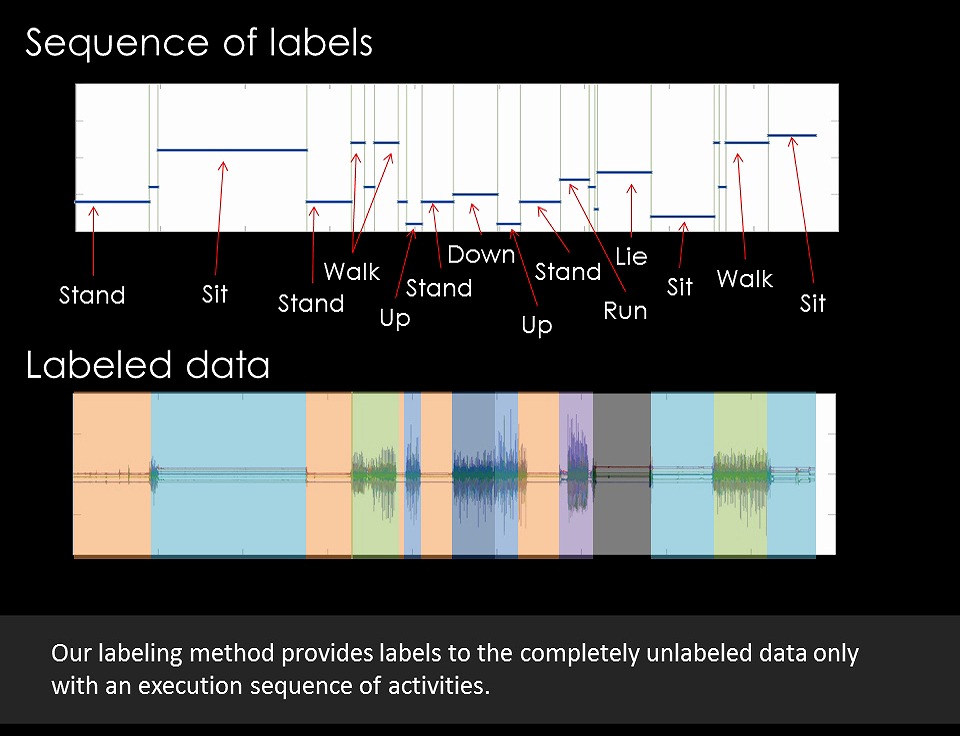 Sequence of labels
Stand
Sit
Stand
Walk
Up
Stand
Down
Up
Stand
Run
Lie
Sit
Walk
Sit
Labeled data
Our labeling method provides labels to the completely unlabeled data only
with an execution sequence of activities.